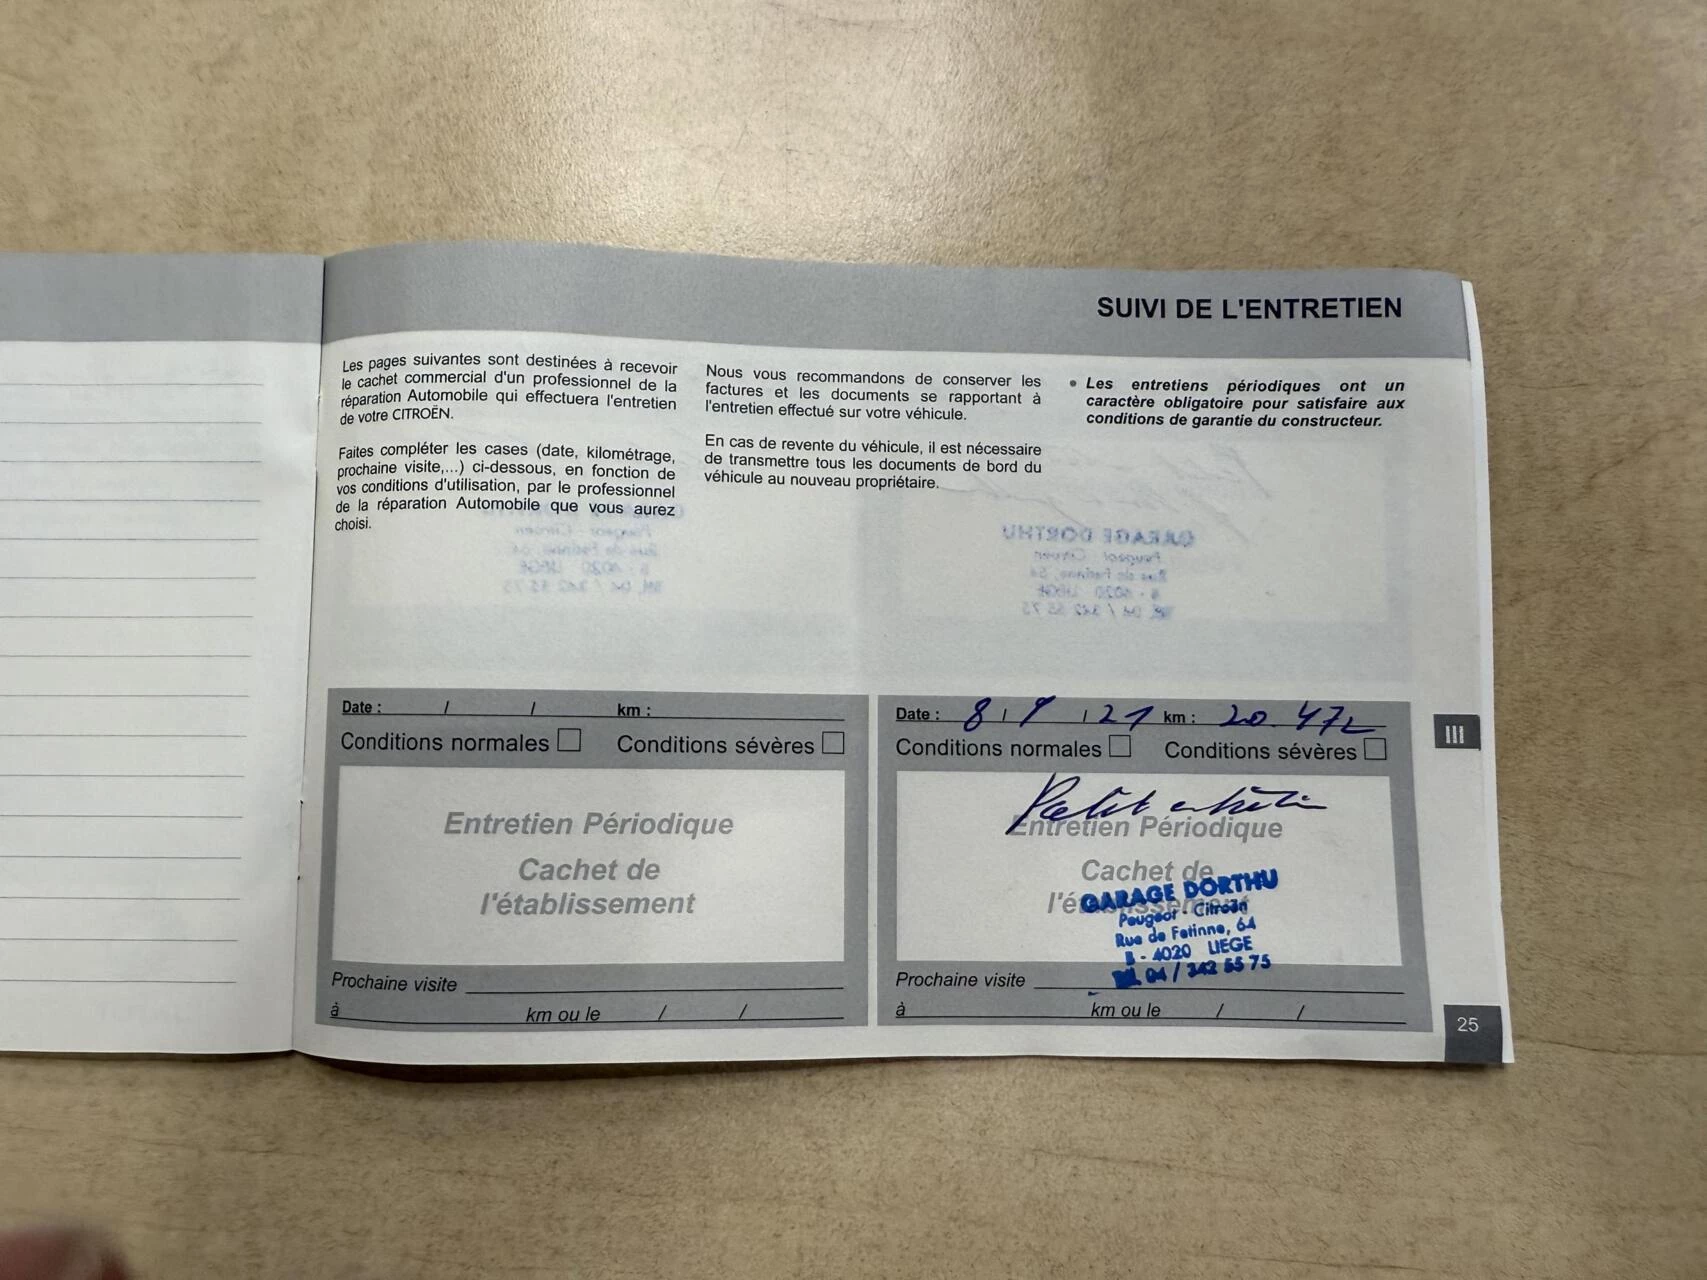 SUIVI DE L'ENTRETIEN
Les pages suivantes sont destinées à recevoir
le cachet commercial d'un professionnel de la
réparation Automobile qui effectuera l'entretien
de votre CITROËN.
Faites compléter les cases (date, kilométrage,
prochaine visite,...) ci-dessous, en fonction de
vos conditions d'utilisation, par le professionnel
de la réparation Automobile que vous aurez
choisi.
Nous vous recommandons de conserver les
factures et les documents se rapportant à
l'entretien effectué sur votre véhicule.
En cas de revente du véhicule, il est nécessaire
de transmettre tous les documents de bord du
véhicule au nouveau propriétaire.
• Les entretiens périodiques ont un
caractère obligatoire pour satisfaire aux
conditions de garantie du constructeur.
Date : / / km :
Conditions normales Conditions sévères
Entretien Périodique
Cachet de
l'établissement
Prochaine visite
à km ou le / /
Date : 8 / 9 / 21 km : 20.472
Conditions normales Conditions sévères
Petit entretien
Entretien Périodique
Cachet de
l'établissement
GARAGE DORTHU
Peugeot - Citroën
Rue de Fetinne, 64
B - 4020 LIEGE
Tél. 04 / 342 55 75
Prochaine visite
à km ou le / /
III
25